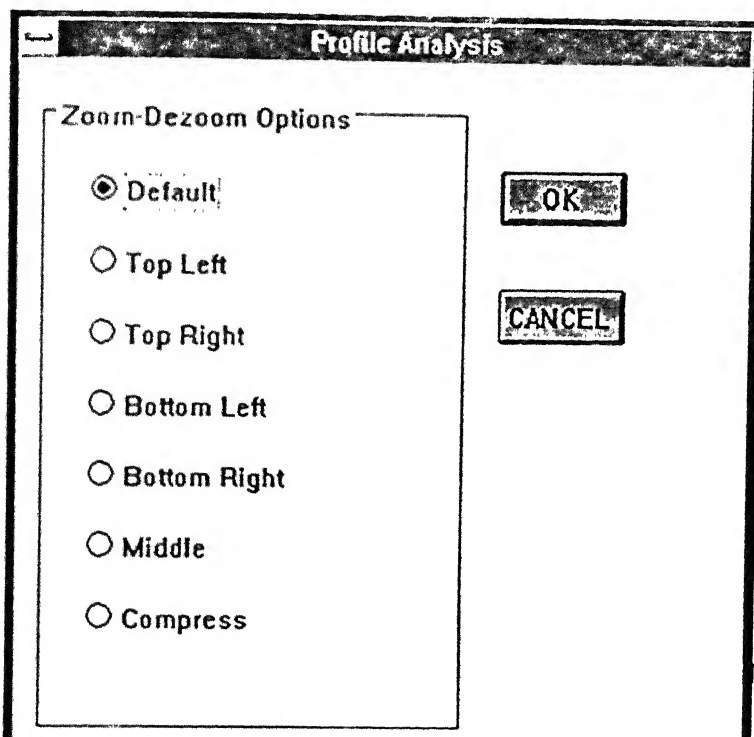 Profile Analysis
Zoom-Dezoom Options
Default
Top Left
Top Right
Bottom Left
Bottom Right
Middle
Compress
OK
CANCEL